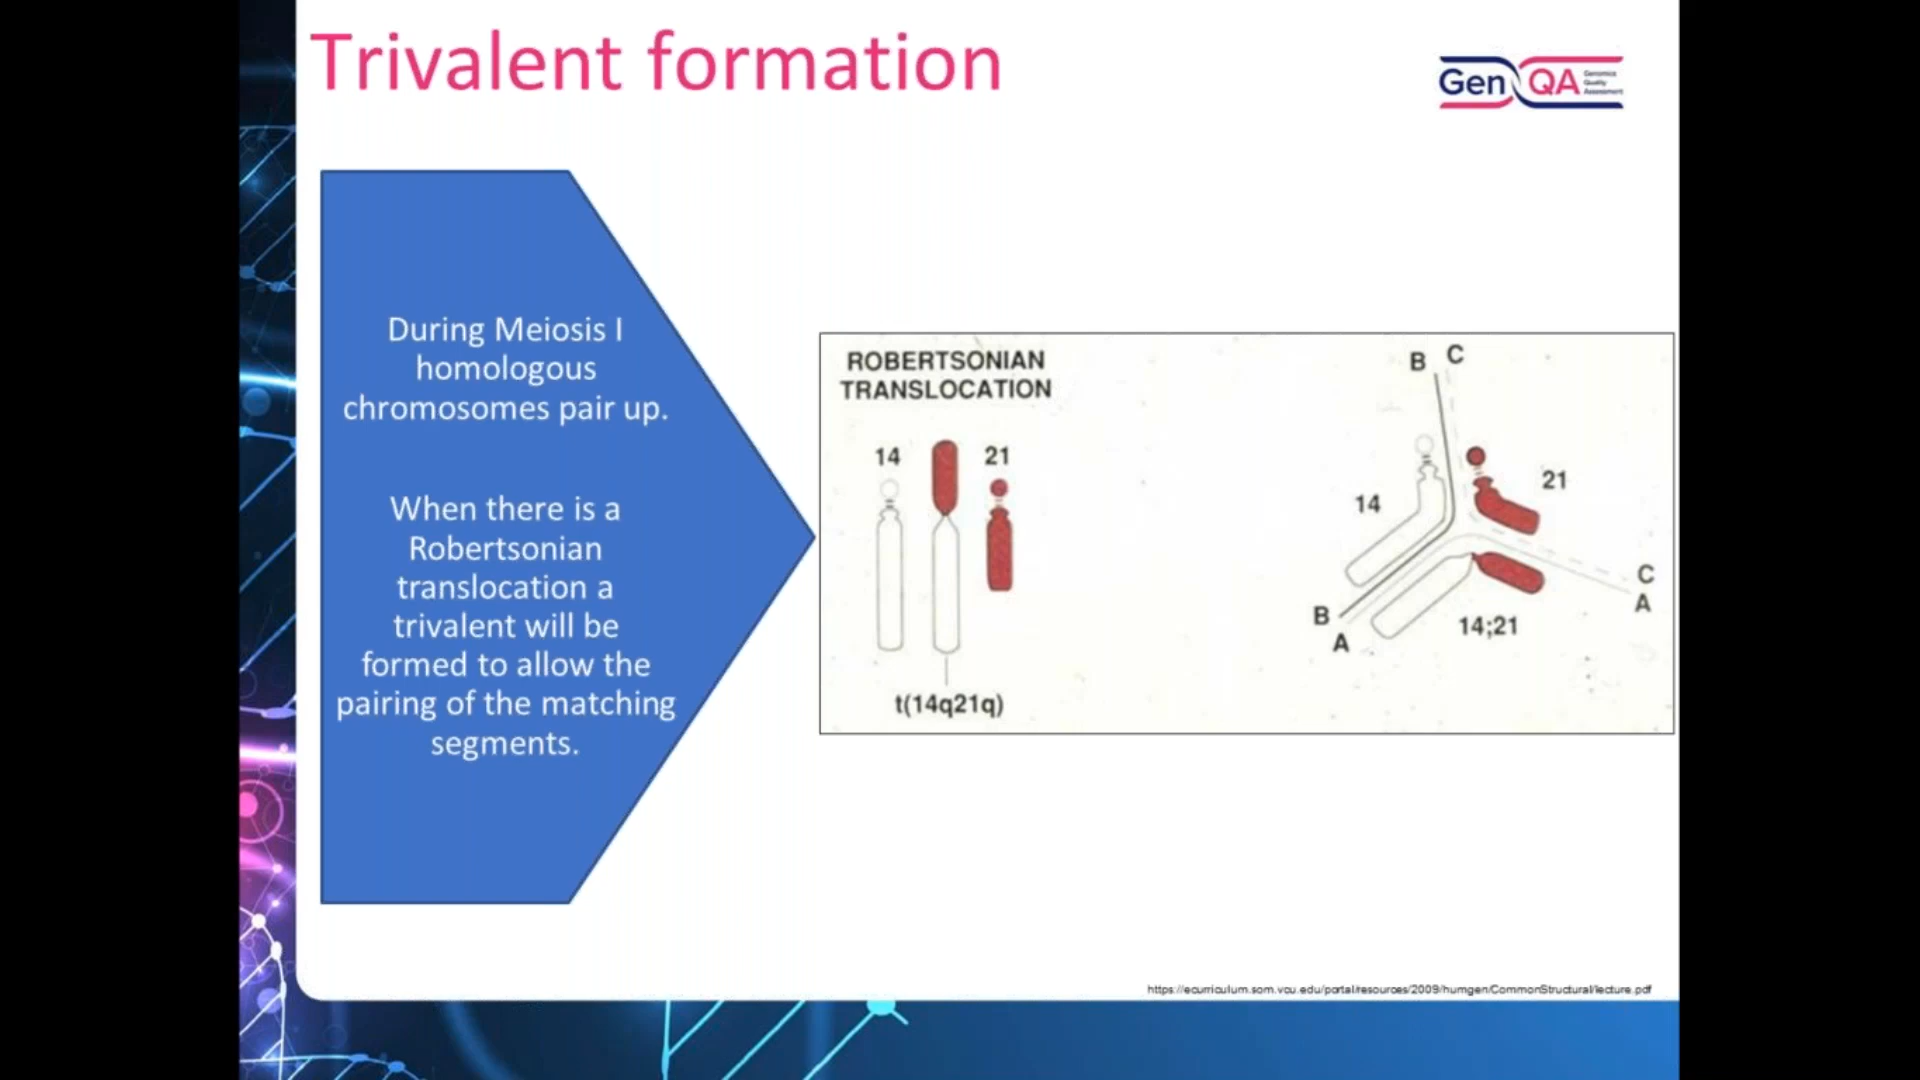 Trivalent formation
Gen QA Genomics
Quality
Assessment
During Meiosis I
homologous
chromosomes pair up.
When there is a
Robertsonian
translocation a
trivalent will be
formed to allow the
pairing of the matching
segments.
ROBERTSONIAN
TRANSLOCATION
14
21
t(14q21q)
B C
14
21
C
A
B
A
14;21
https://ecurriculum.som.vcu.edu/portal/resources/2009/humgen/CommonStructural/lecture.pdf